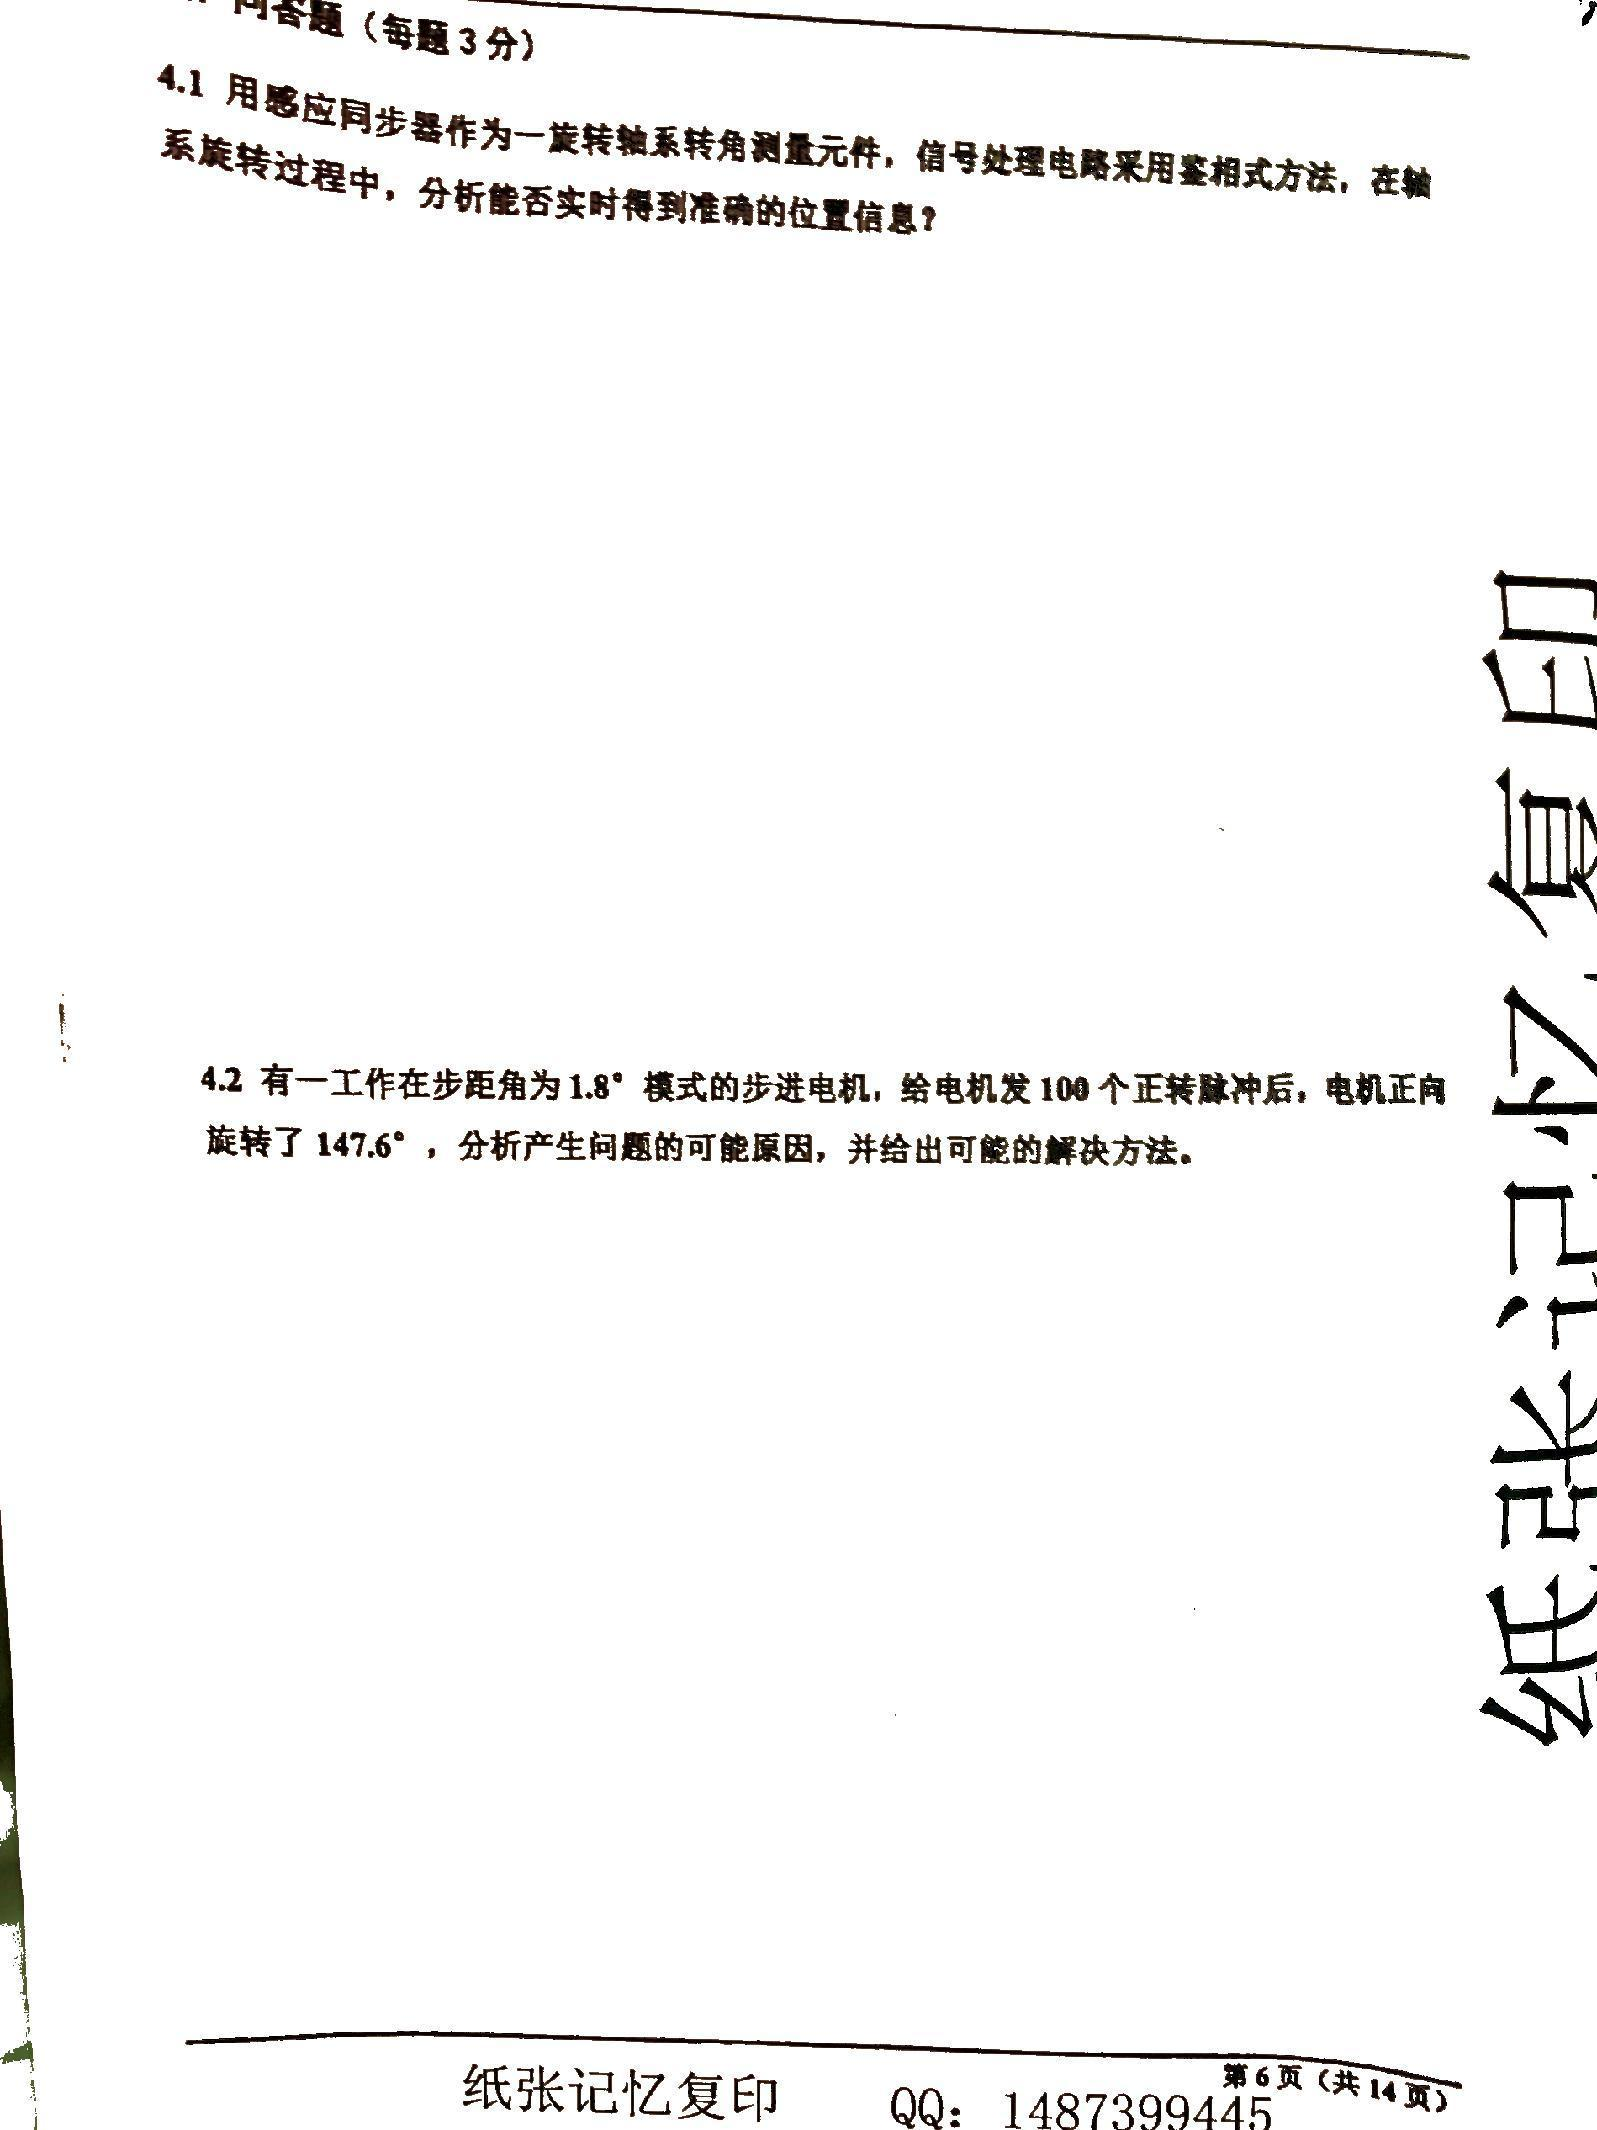 问答题（每题3分）
4.1 用感应同步器作为一旋转轴系转角测量元件，信号处理电路采用鉴相式方法，在轴
系旋转过程中，分析能否实时得到准确的位置信息？
4.2 有一工作在步距角为1.8°模式的步进电机，给电机发100个正转脉冲后，电机正向
旋转了147.6°，分析产生问题的可能原因，并给出可能的解决方法。
第6页（共14页）
纸张记忆复印 QQ：1487399445
纸张记忆复印